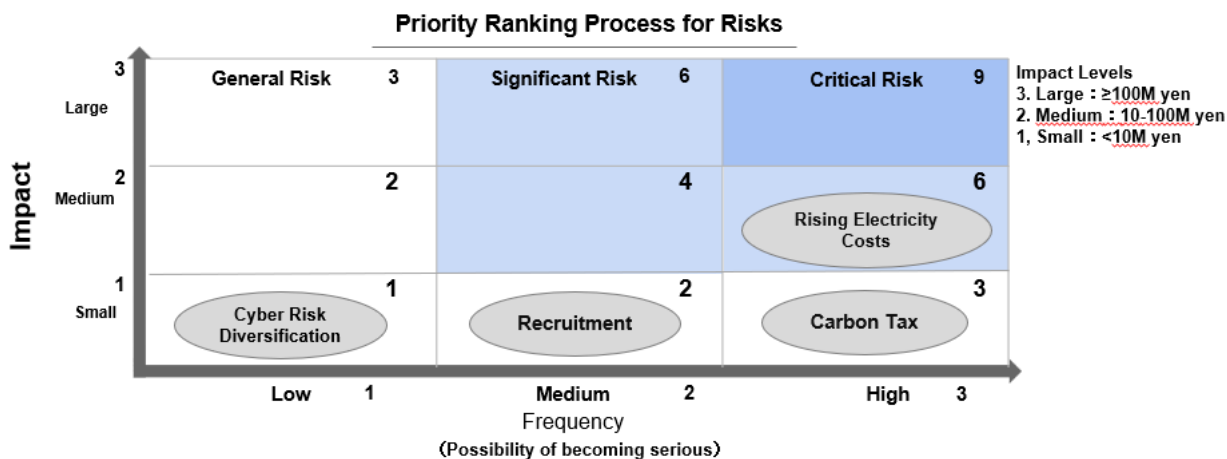 Priority Ranking Process for Risks
3
General Risk 3
Significant Risk 6
Critical Risk 9
Impact Levels
3. Large：≥100M yen
2. Medium：10-100M yen
1, Small：<10M yen
Large
Impact
2
Medium
2
4
6
Rising Electricity
Costs
1
Small
1
Cyber Risk
Diversification
2
Recruitment
3
Carbon Tax
Low 1
Medium 2
High 3
Frequency
（Possibility of becoming serious）